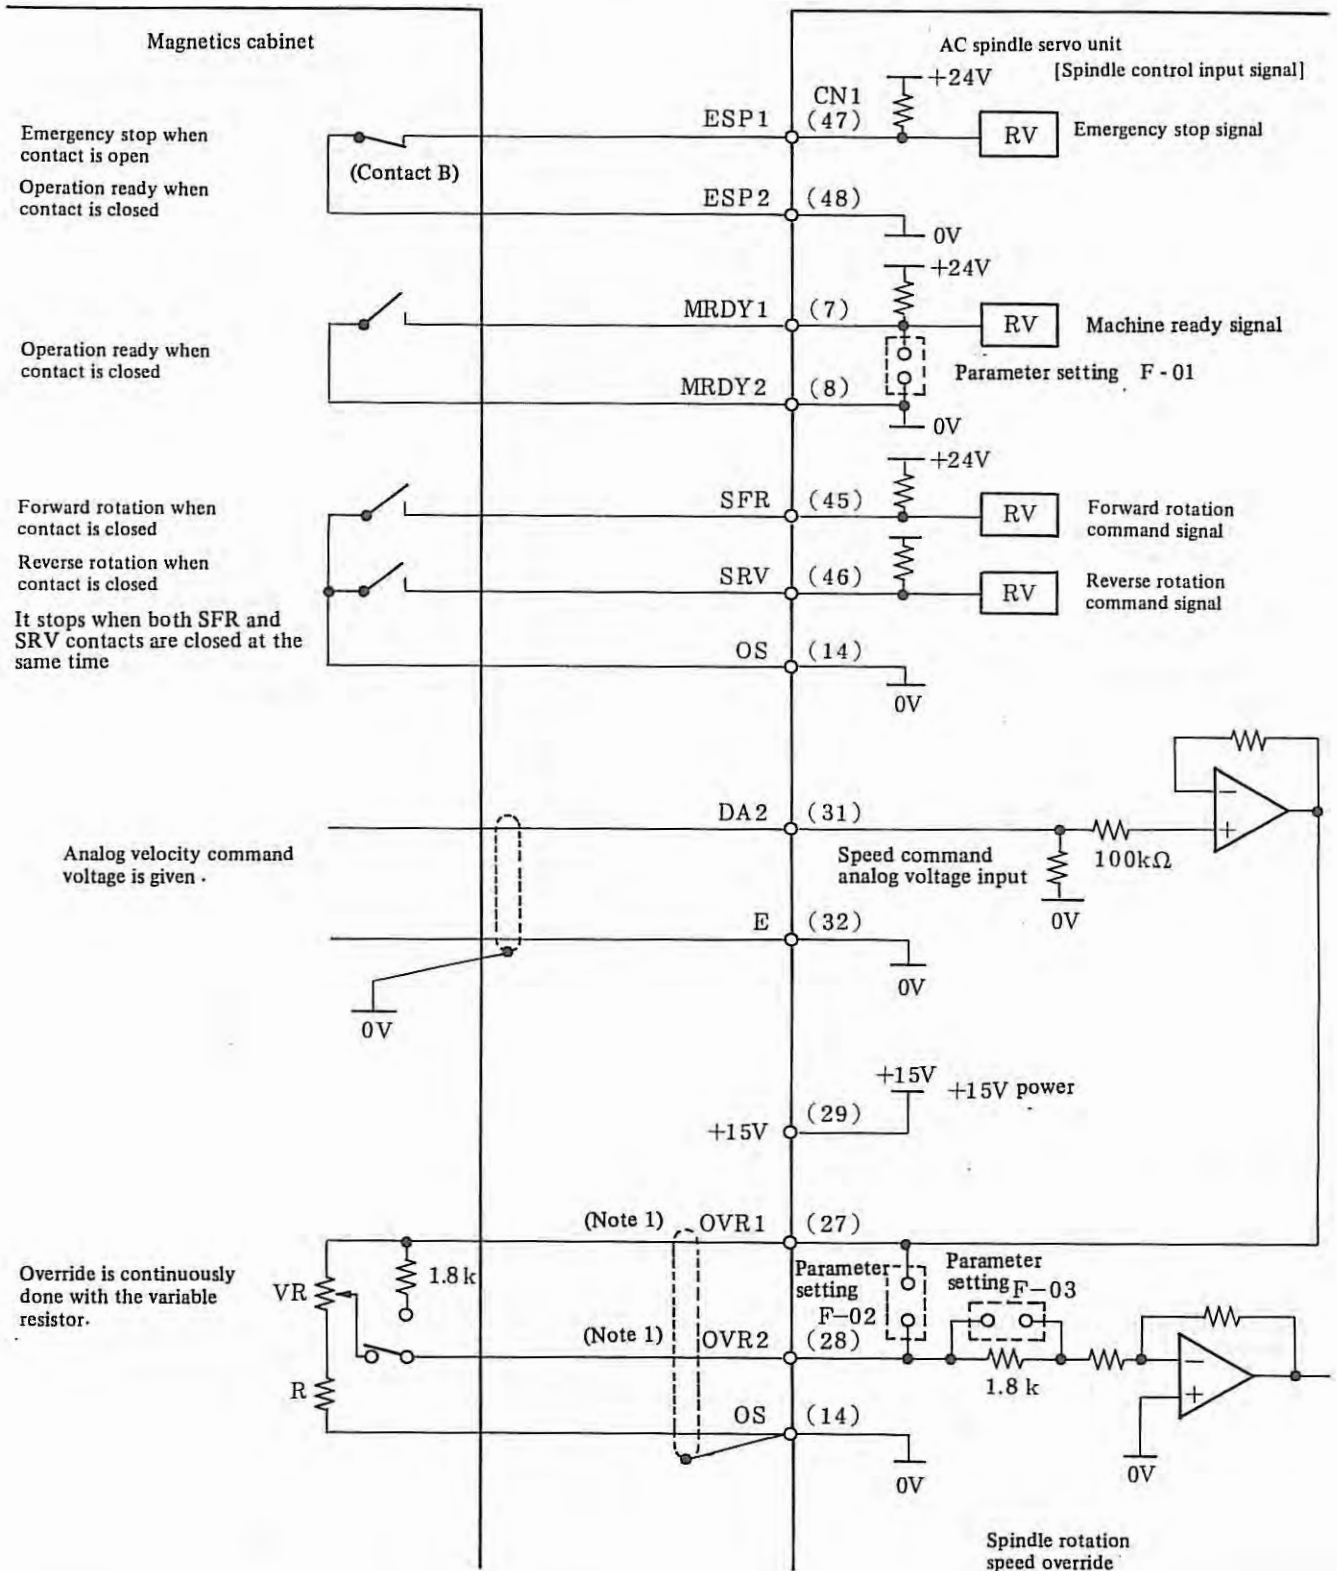 Magnetics cabinet
AC spindle servo unit
[Spindle control input signal]
+24V
CN1
ESP1 (47)
RV
Emergency stop signal
Emergency stop when
contact is open
(Contact B)
Operation ready when
contact is closed
ESP2 (48)
0V
+24V
MRDY1 (7)
RV
Machine ready signal
Operation ready when
contact is closed
Parameter setting F-01
MRDY2 (8)
0V
+24V
Forward rotation when
contact is closed
SFR (45)
RV
Forward rotation
command signal
Reverse rotation when
contact is closed
SRV (46)
RV
Reverse rotation
command signal
It stops when both SFR and
SRV contacts are closed at the
same time
OS (14)
0V
DA2 (31)
−
+
Analog velocity command
voltage is given .
Speed command
analog voltage input
100kΩ
0V
E (32)
0V
0V
+15V
+15V power
+15V (29)
(Note 1) OVR1 (27)
Override is continuously
done with the variable
resistor.
VR
1.8 k
Parameter
setting
F-02
Parameter
setting
F-03
(Note 1) OVR2 (28)
1.8 k
−
+
R
OS (14)
0V
0V
Spindle rotation
speed override